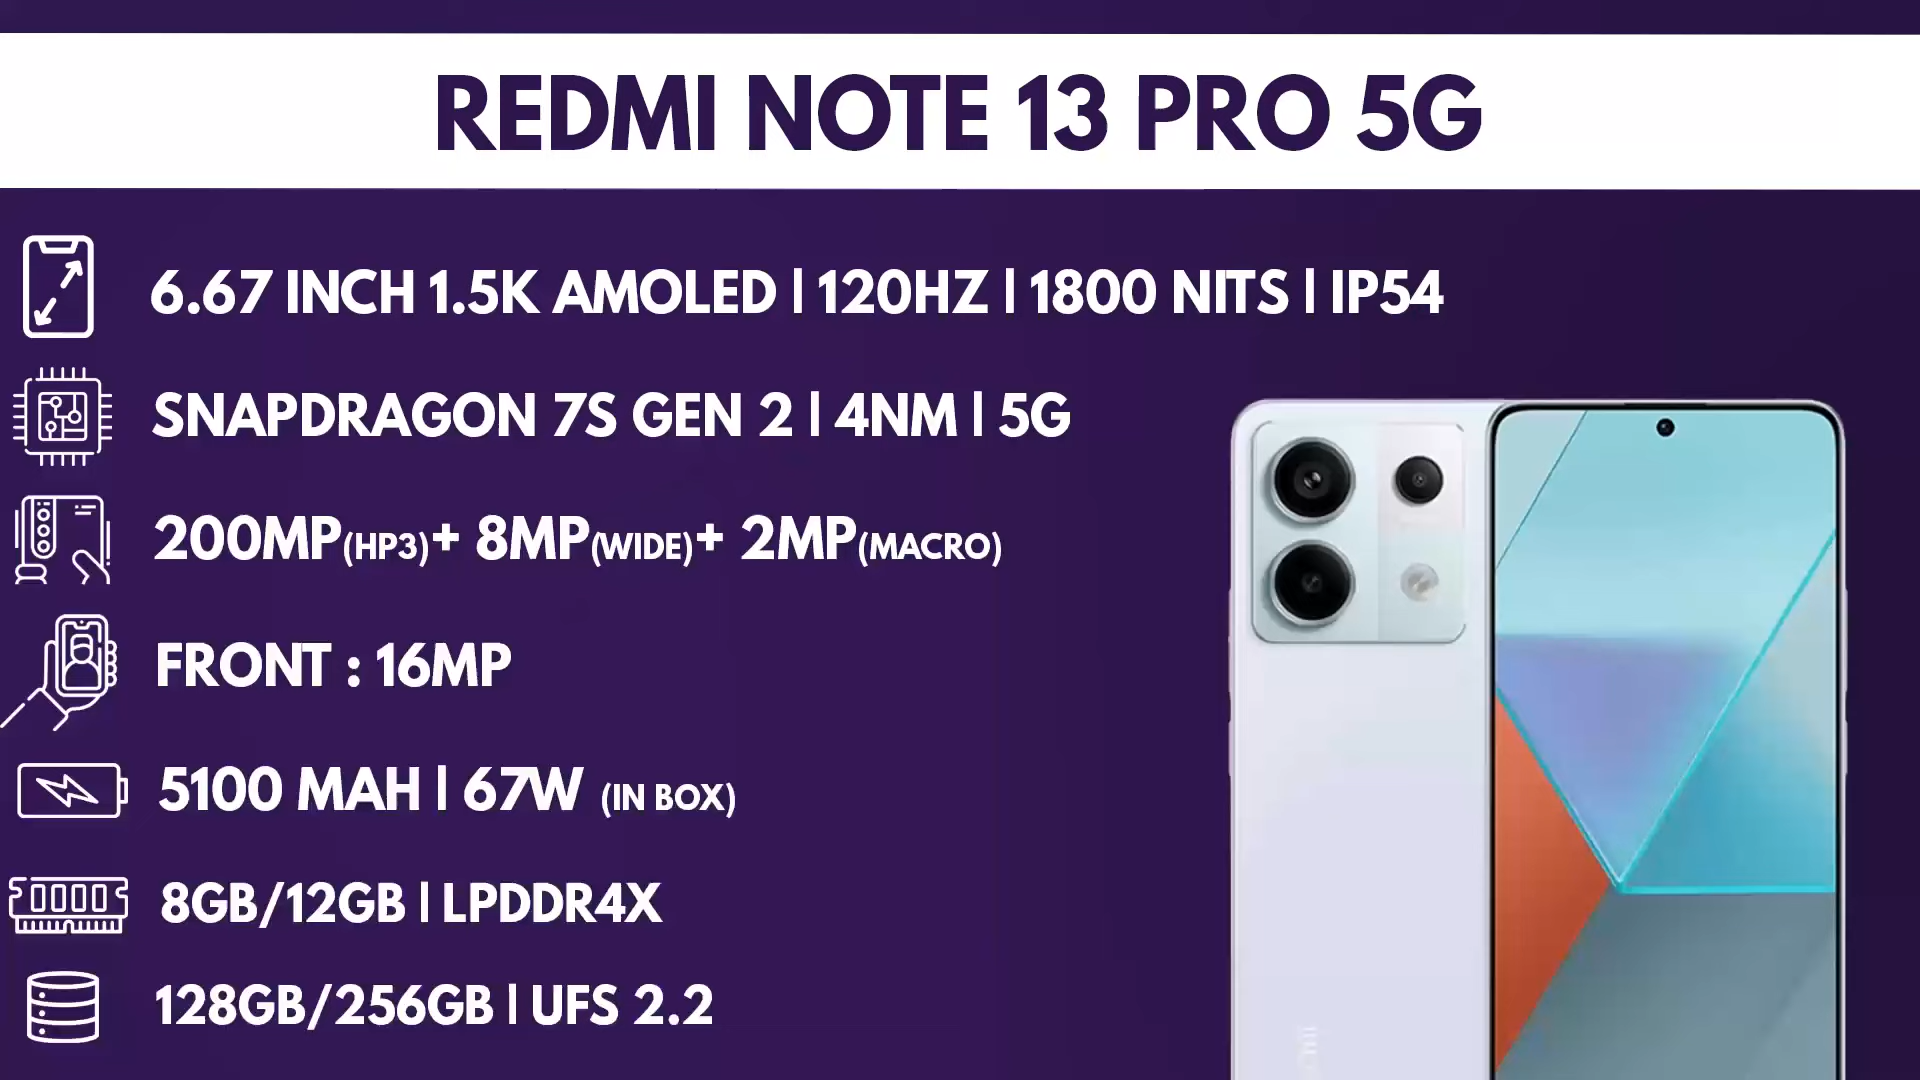 REDMI NOTE 13 PRO 5G
6.67 INCH 1.5K AMOLED | 120HZ | 1800 NITS | IP54
SNAPDRAGON 7S GEN 2 | 4NM | 5G
200MP(HP3)+ 8MP(WIDE)+ 2MP(MACRO)
FRONT : 16MP
5100 MAH | 67W (IN BOX)
8GB/12GB | LPDDR4X
128GB/256GB | UFS 2.2